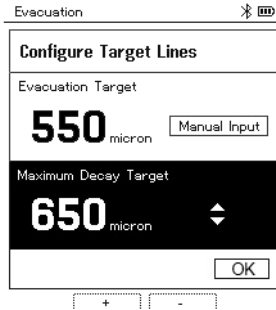 Evacuation
Configure Target Lines
Evacuation Target
550 micron
Manual Input
Maximum Decay Target
650 micron
OK
+ -